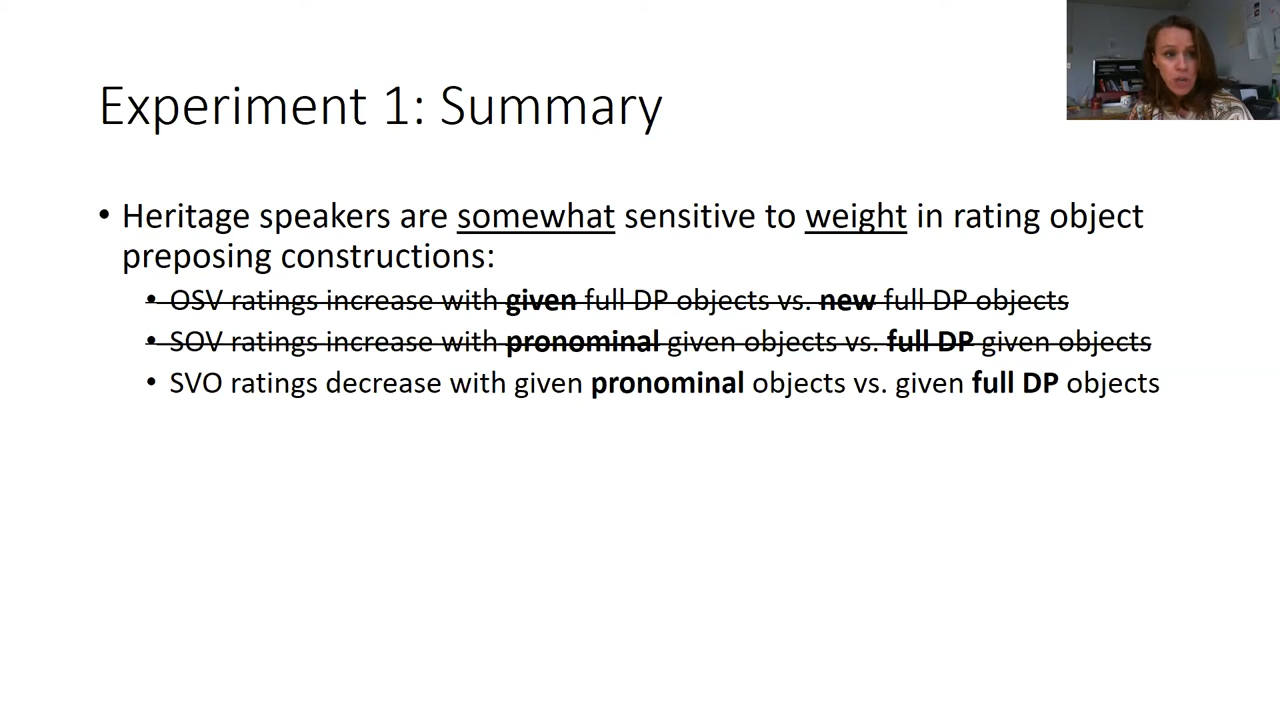 Experiment 1: Summary
• Heritage speakers are somewhat sensitive to weight in rating object
preposing constructions:
• OSV ratings increase with given full DP objects vs. new full DP objects
• SOV ratings increase with pronominal given objects vs. full DP given objects
• SVO ratings decrease with given pronominal objects vs. given full DP objects